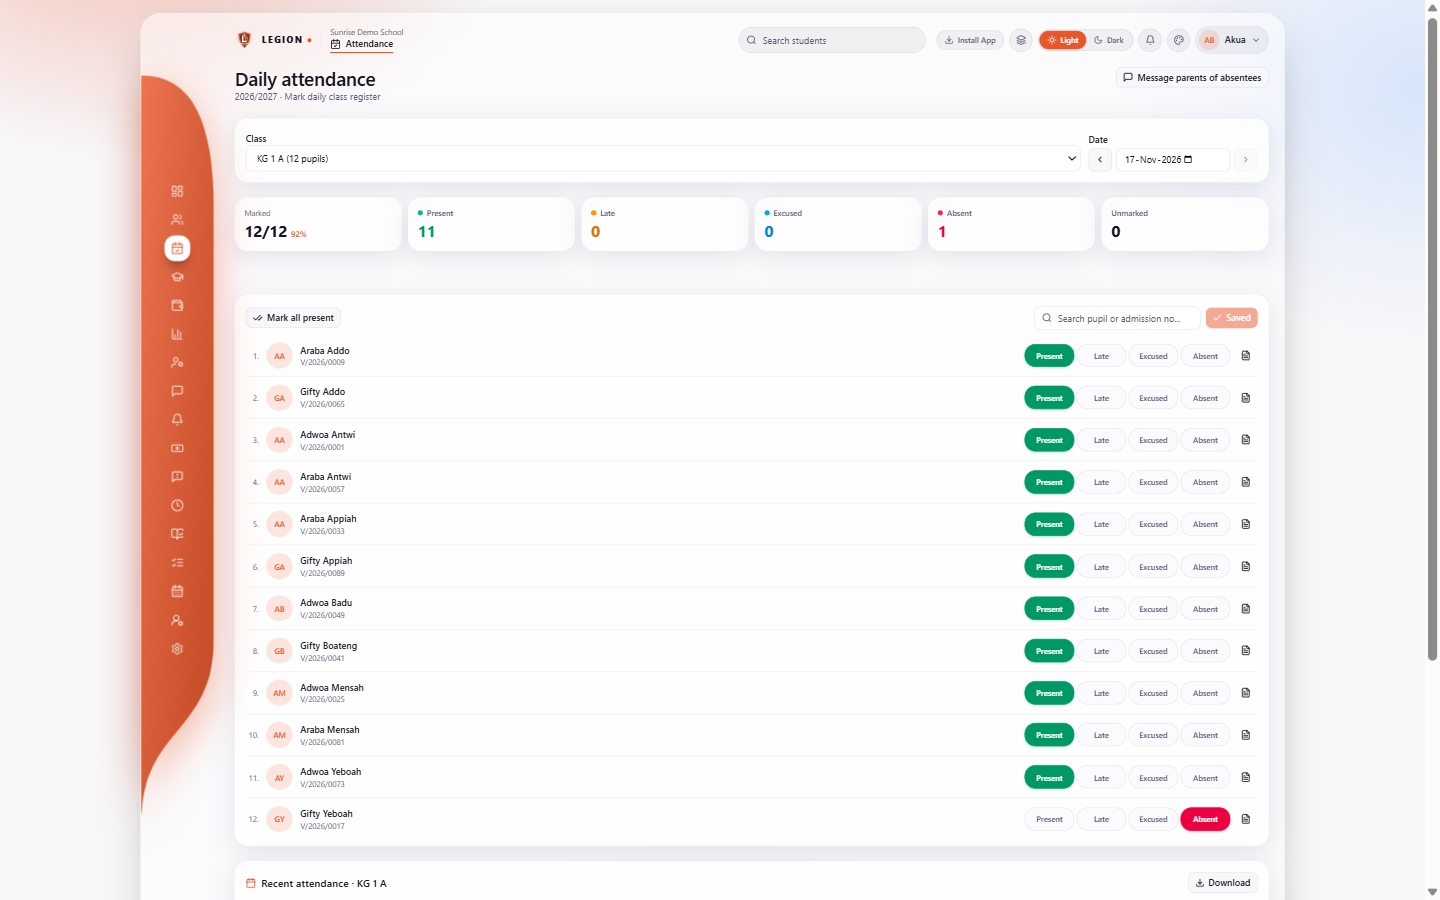 LEGION
Sunrise Demo School
Attendance
Search students
Install App
Light
Dark
AB
Akua
Daily attendance
2026/2027 · Mark daily class register
Message parents of absentees
Class
KG 1 A (12 pupils)
Date
17-Nov-2026
Marked
12/12 92%
Present
11
Late
0
Excused
0
Absent
1
Unmarked
0
Mark all present
Search pupil or admission no...
Saved
1. AA Araba Addo Present Late Excused Absent
V/2026/0009
2. GA Gifty Addo Present Late Excused Absent
V/2026/0065
3. AA Adwoa Antwi Present Late Excused Absent
V/2026/0001
4. AA Araba Antwi Present Late Excused Absent
V/2026/0057
5. AA Araba Appiah Present Late Excused Absent
V/2026/0033
6. GA Gifty Appiah Present Late Excused Absent
V/2026/0089
7. AB Adwoa Badu Present Late Excused Absent
V/2026/0049
8. GB Gifty Boateng Present Late Excused Absent
V/2026/0041
9. AM Adwoa Mensah Present Late Excused Absent
V/2026/0025
10. AM Araba Mensah Present Late Excused Absent
V/2026/0081
11. AY Adwoa Yeboah Present Late Excused Absent
V/2026/0073
12. GY Gifty Yeboah Present Late Excused Absent
V/2026/0017
Recent attendance · KG 1 A
Download